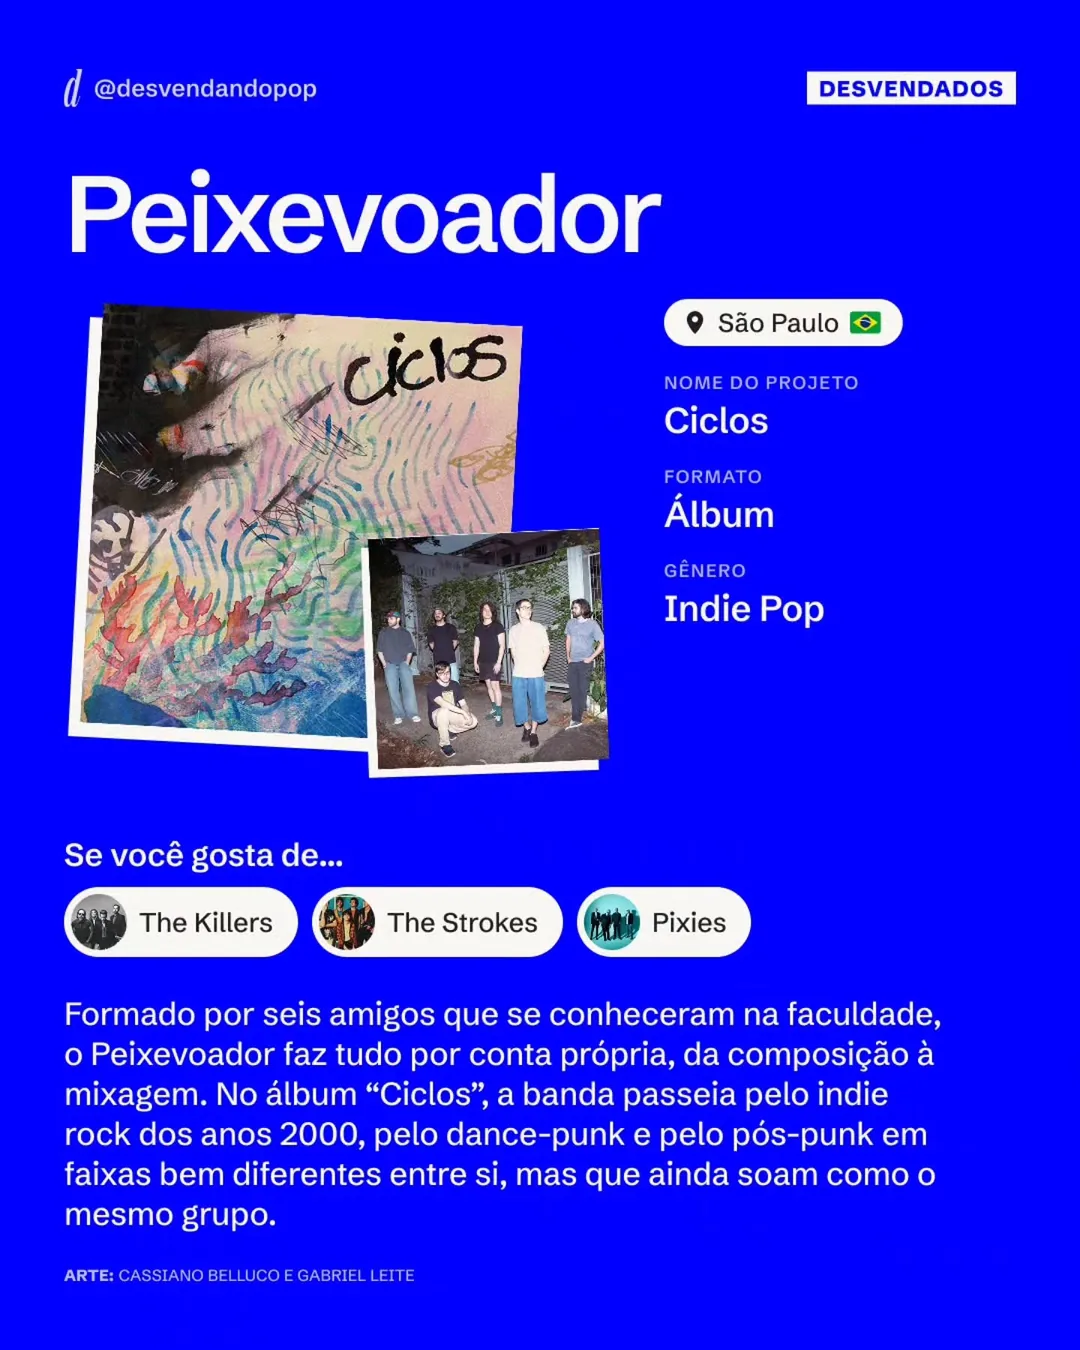 d @desvendandopop
DESVENDADOS
Peixevoador
ciclos
São Paulo
NOME DO PROJETO
Ciclos
FORMATO
Álbum
GÊNERO
Indie Pop
Se você gosta de...
The Killers
The Strokes
Pixies
Formado por seis amigos que se conheceram na faculdade,
o Peixevoador faz tudo por conta própria, da composição à
mixagem. No álbum “Ciclos”, a banda passeia pelo indie
rock dos anos 2000, pelo dance-punk e pelo pós-punk em
faixas bem diferentes entre si, mas que ainda soam como o
mesmo grupo.
ARTE: CASSIANO BELLUCO E GABRIEL LEITE